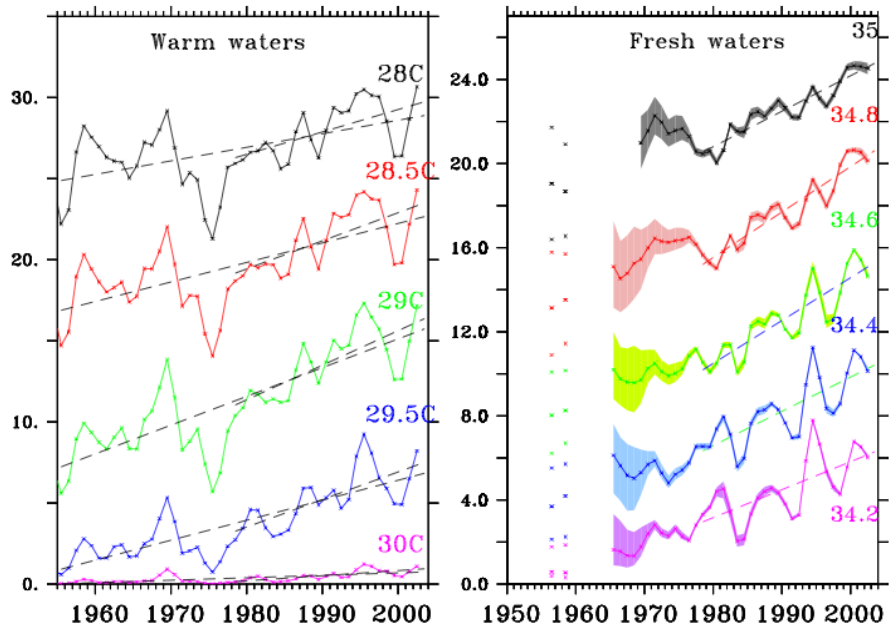 Warm waters
28C
30.
28.5C
20.
29C
10.
29.5C
30C
0.
1960 1970 1980 1990 2000
Fresh waters
35
24.0
34.8
20.0
34.6
16.0
34.4
12.0
8.0
4.0
34.2
0.0
1950 1960 1970 1980 1990 2000